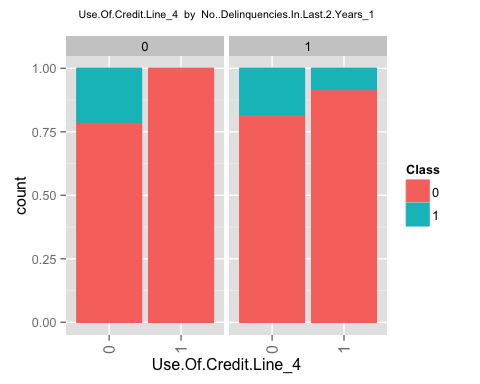 Use.Of.Credit.Line_4 by No..Delinquencies.In.Last.2.Years_1
0 1
1.00
0.75
0.50
0.25
0.00
count
0 1 0 1
Use.Of.Credit.Line_4
Class
0
1